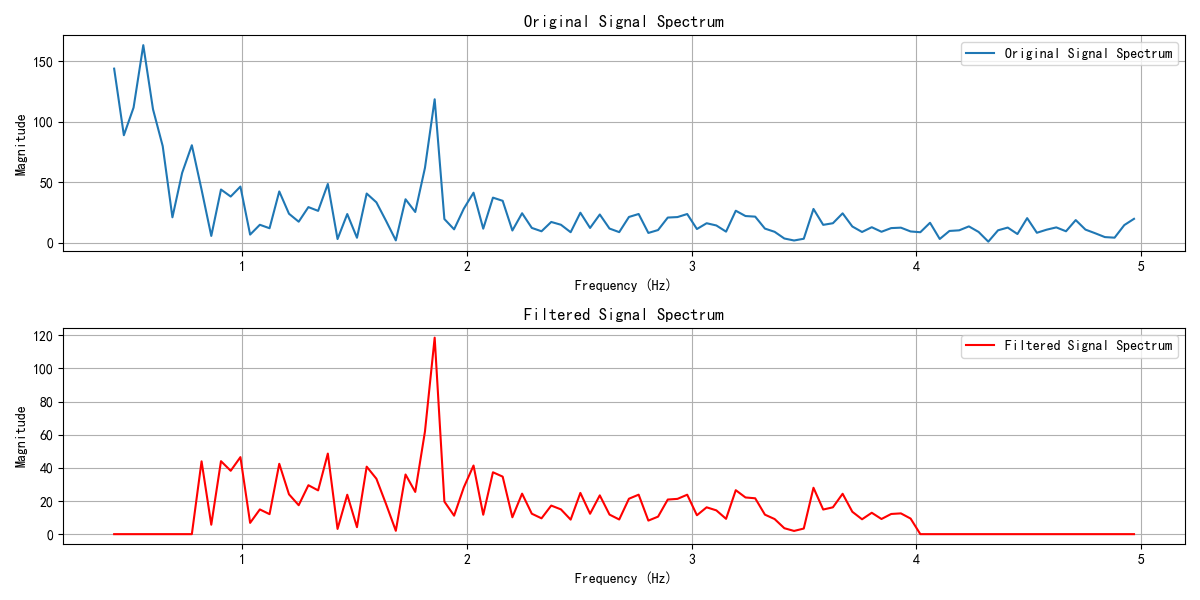 Original Signal Spectrum
Original Signal Spectrum
Magnitude
150
100
50
0
1 2 3 4 5
Frequency (Hz)
Filtered Signal Spectrum
Filtered Signal Spectrum
Magnitude
120
100
80
60
40
20
0
1 2 3 4 5
Frequency (Hz)